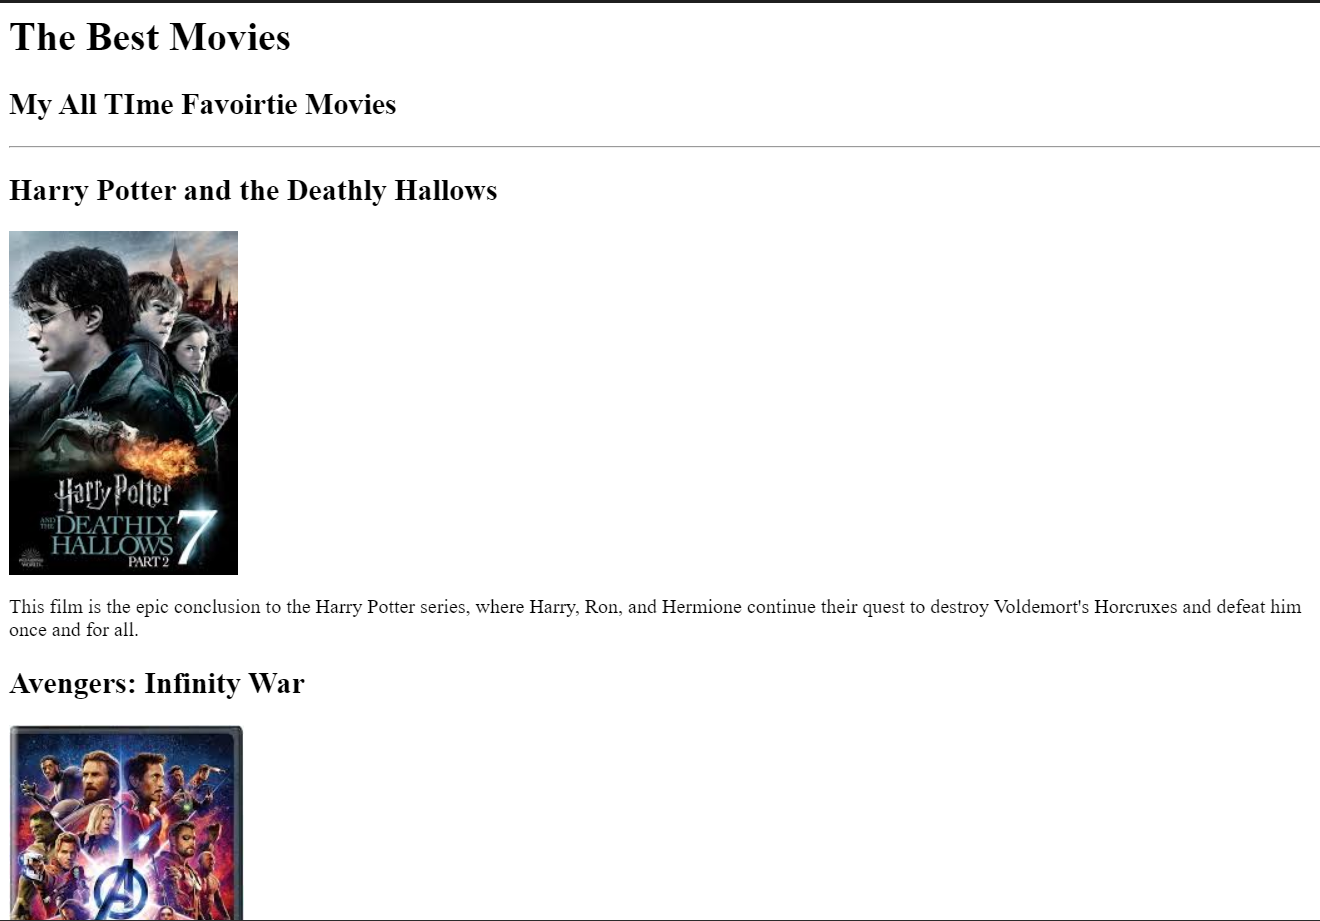 The Best Movies
My All TIme Favoirtie Movies
Harry Potter and the Deathly Hallows
Harry Potter
AND THE DEATHLY
HALLOWS 7
PART 2
This film is the epic conclusion to the Harry Potter series, where Harry, Ron, and Hermione continue their quest to destroy Voldemort's Horcruxes and defeat him
once and for all.
Avengers: Infinity War